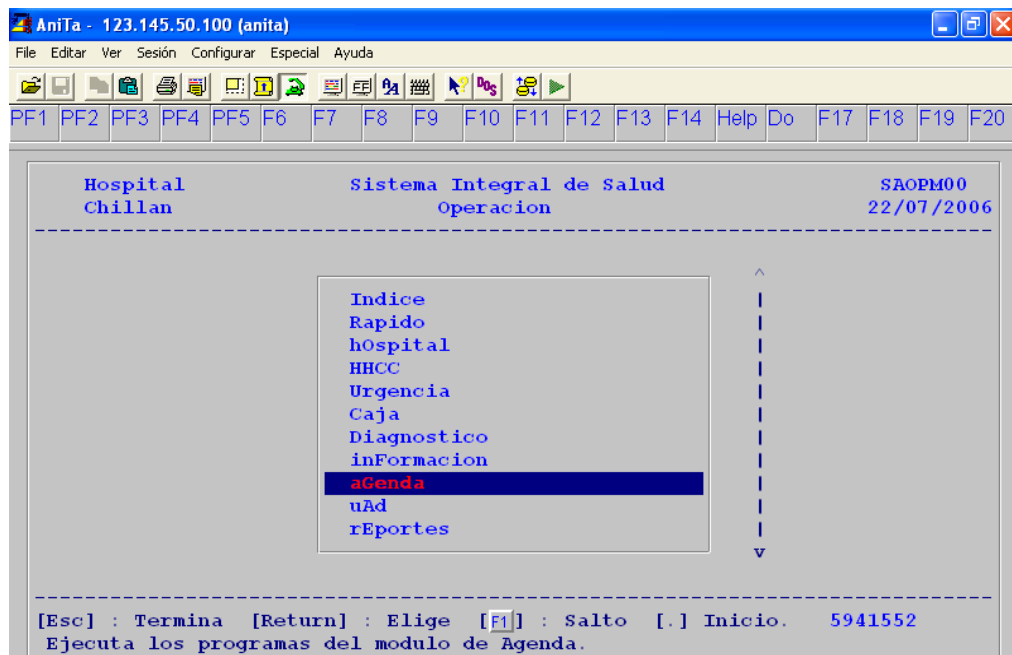 AniTa - 123.145.50.100 (anita)
File Editar Ver Sesión Configurar Especial Ayuda
DOS
PF1 PF2 PF3 PF4 PF5 F6 F7 F8 F9 F10 F11 F12 F13 F14 Help Do F17 F18 F19 F20
Hospital Sistema Integral de Salud SAOPM00
Chillan Operacion 22/07/2006
Indice
Rapido
hOspital
HHCC
Urgencia
Caja
Diagnostico
inFormacion
aGenda
uAd
rEportes
[Esc] : Termina [Return] : Elige [F1] : Salto [.] Inicio. 5941552
Ejecuta los programas del modulo de Agenda.